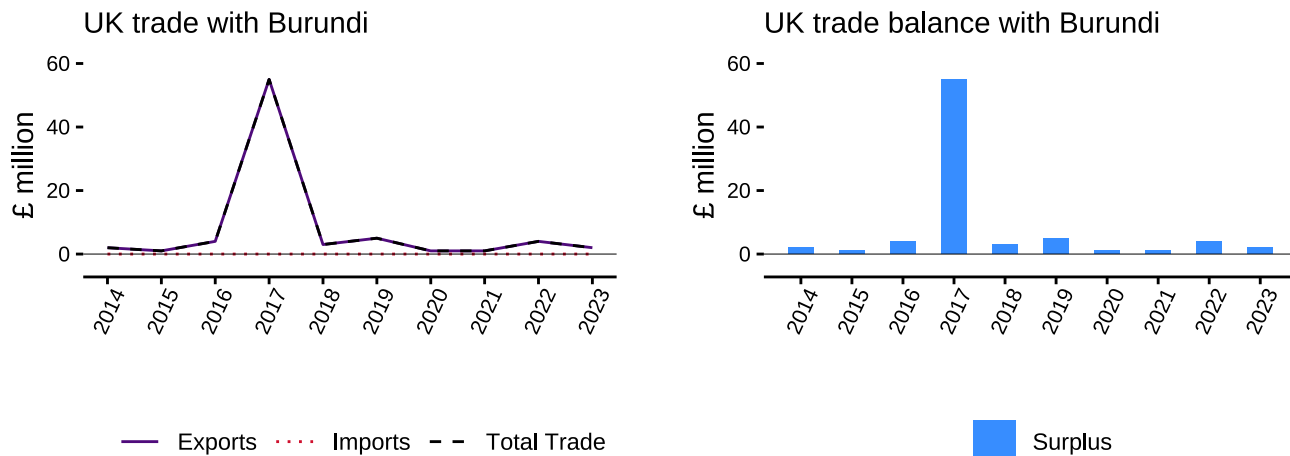 UK trade with Burundi
£ million
60
40
20
0
2014 2015 2016 2017 2018 2019 2020 2021 2022 2023
Exports Imports Total Trade
UK trade balance with Burundi
£ million
60
40
20
0
2014 2015 2016 2017 2018 2019 2020 2021 2022 2023
Surplus